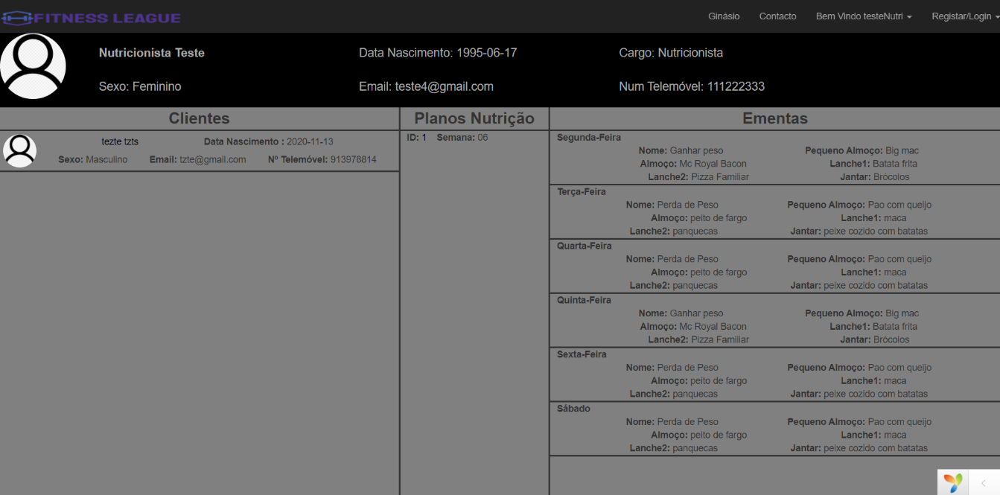 FITNESS LEAGUE
Ginásio Contacto Bem Vindo testeNutri Registar/Login
Nutricionista Teste Data Nascimento: 1995-06-17 Cargo: Nutricionista
Sexo: Feminino Email: teste4@gmail.com Num Telemóvel: 111222333
Clientes Planos Nutrição Ementas
tezte tzts Data Nascimento : 2020-11-13
Sexo: Masculino Email: tzte@gmail.com Nº Telemóvel: 913978814
ID: 1 Semana: 06
Segunda-Feira
Nome: Ganhar peso Pequeno Almoço: Big mac
Almoço: Mc Royal Bacon Lanche1: Batata frita
Lanche2: Pizza Familiar Jantar: Brócolos
Terça-Feira
Nome: Perda de Peso Pequeno Almoço: Pao com queijo
Almoço: peito de fargo Lanche1: maca
Lanche2: panquecas Jantar: peixe cozido com batatas
Quarta-Feira
Nome: Perda de Peso Pequeno Almoço: Pao com queijo
Almoço: peito de fargo Lanche1: maca
Lanche2: panquecas Jantar: peixe cozido com batatas
Quinta-Feira
Nome: Ganhar peso Pequeno Almoço: Big mac
Almoço: Mc Royal Bacon Lanche1: Batata frita
Lanche2: Pizza Familiar Jantar: Brócolos
Sexta-Feira
Nome: Perda de Peso Pequeno Almoço: Pao com queijo
Almoço: peito de fargo Lanche1: maca
Lanche2: panquecas Jantar: peixe cozido com batatas
Sábado
Nome: Perda de Peso Pequeno Almoço: Pao com queijo
Almoço: peito de fargo Lanche1: maca
Lanche2: panquecas Jantar: peixe cozido com batatas